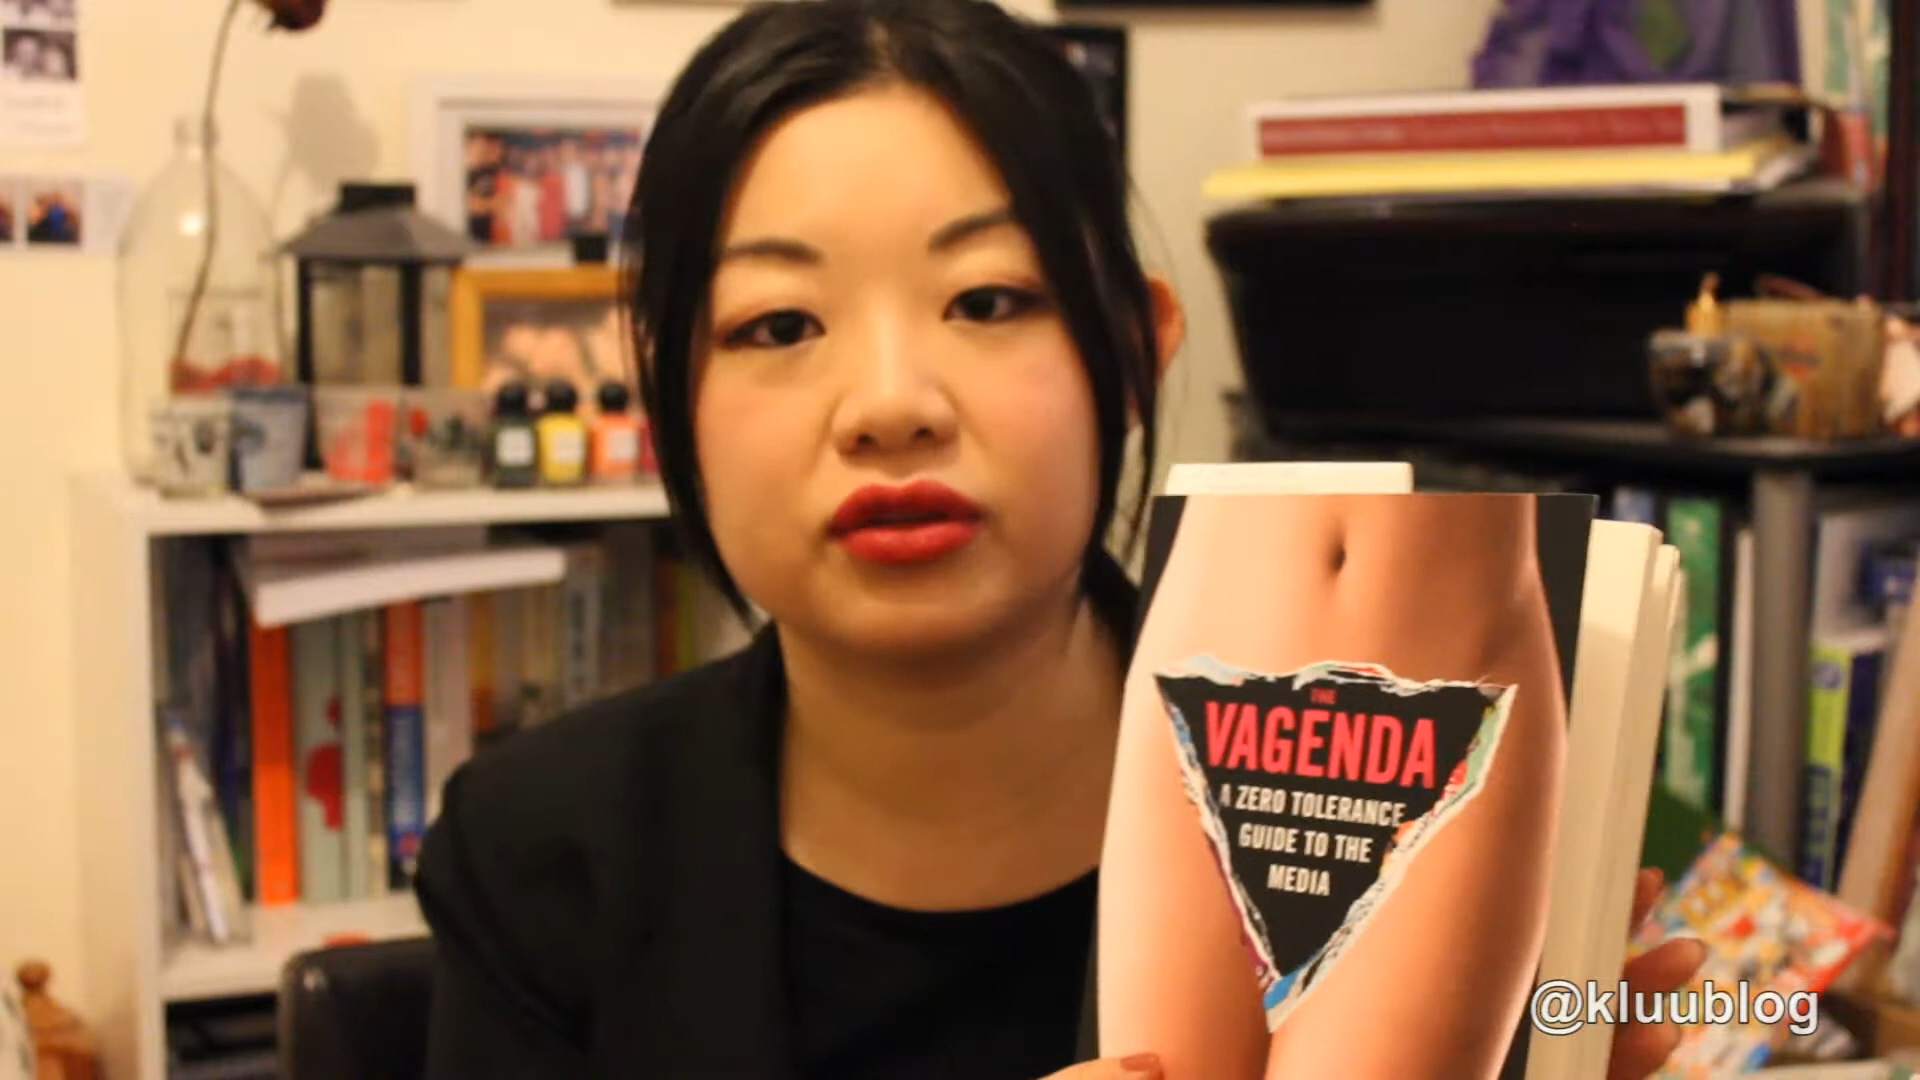 THE
VAGENDA
A ZERO TOLERANCE
GUIDE TO THE
MEDIA
@kluublog